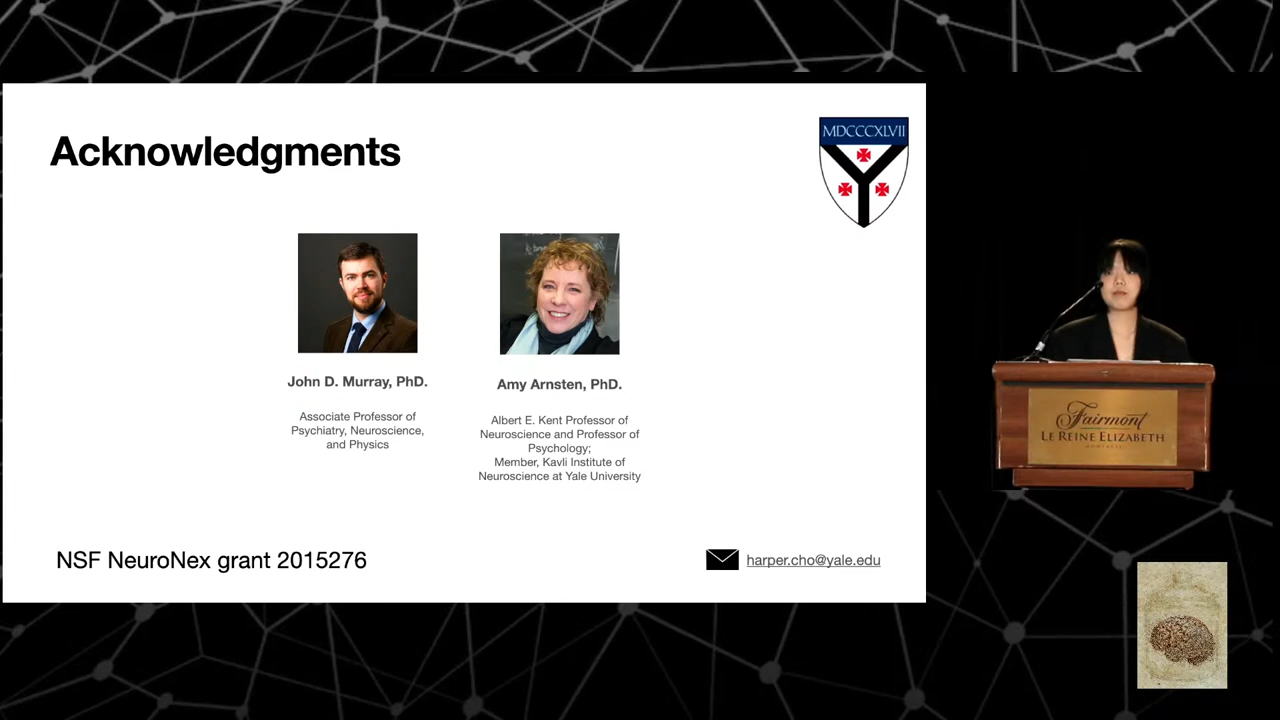 Acknowledgments
MDCCCXLVII
John D. Murray, PhD.
Associate Professor of
Psychiatry, Neuroscience,
and Physics
Amy Arnsten, PhD.
Albert E. Kent Professor of
Neuroscience and Professor of
Psychology;
Member, Kavli Institute of
Neuroscience at Yale University
NSF NeuroNex grant 2015276
harper.cho@yale.edu
Fairmont
LE REINE ELIZABETH
MONTREAL